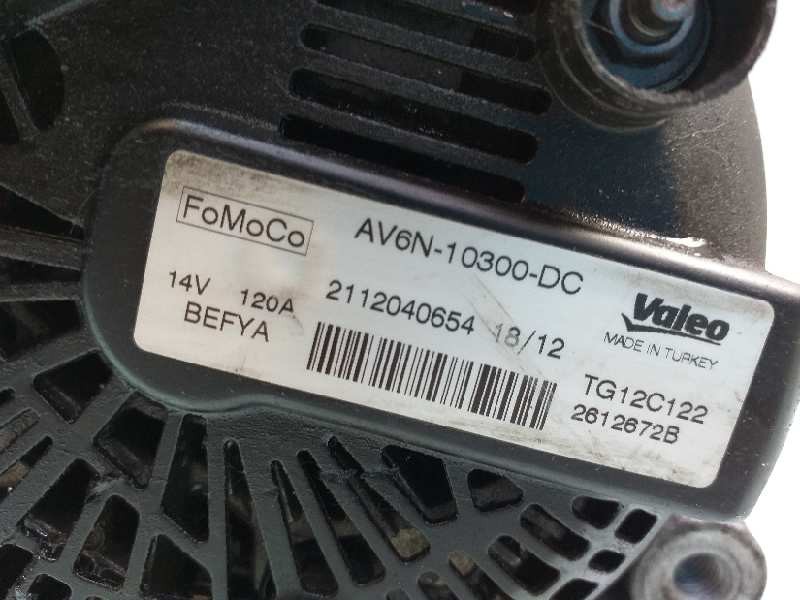 FoMoCo AV6N-10300-DC
14V 120A 2112040654 18/12
BEFYA
Valeo
MADE IN TURKEY
TG12C122
2612672B